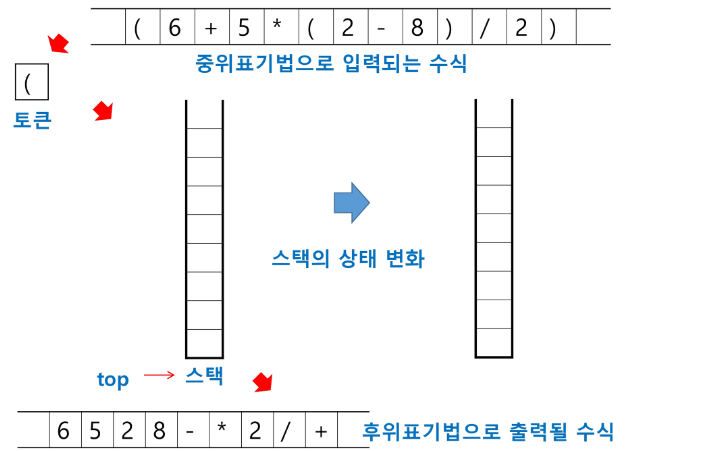 ( 6 + 5 * ( 2 - 8 ) / 2 )
중위표기법으로 입력되는 수식
(
토큰
스택의 상태 변화
top → 스택
6 5 2 8 - * 2 / +
후위표기법으로 출력될 수식